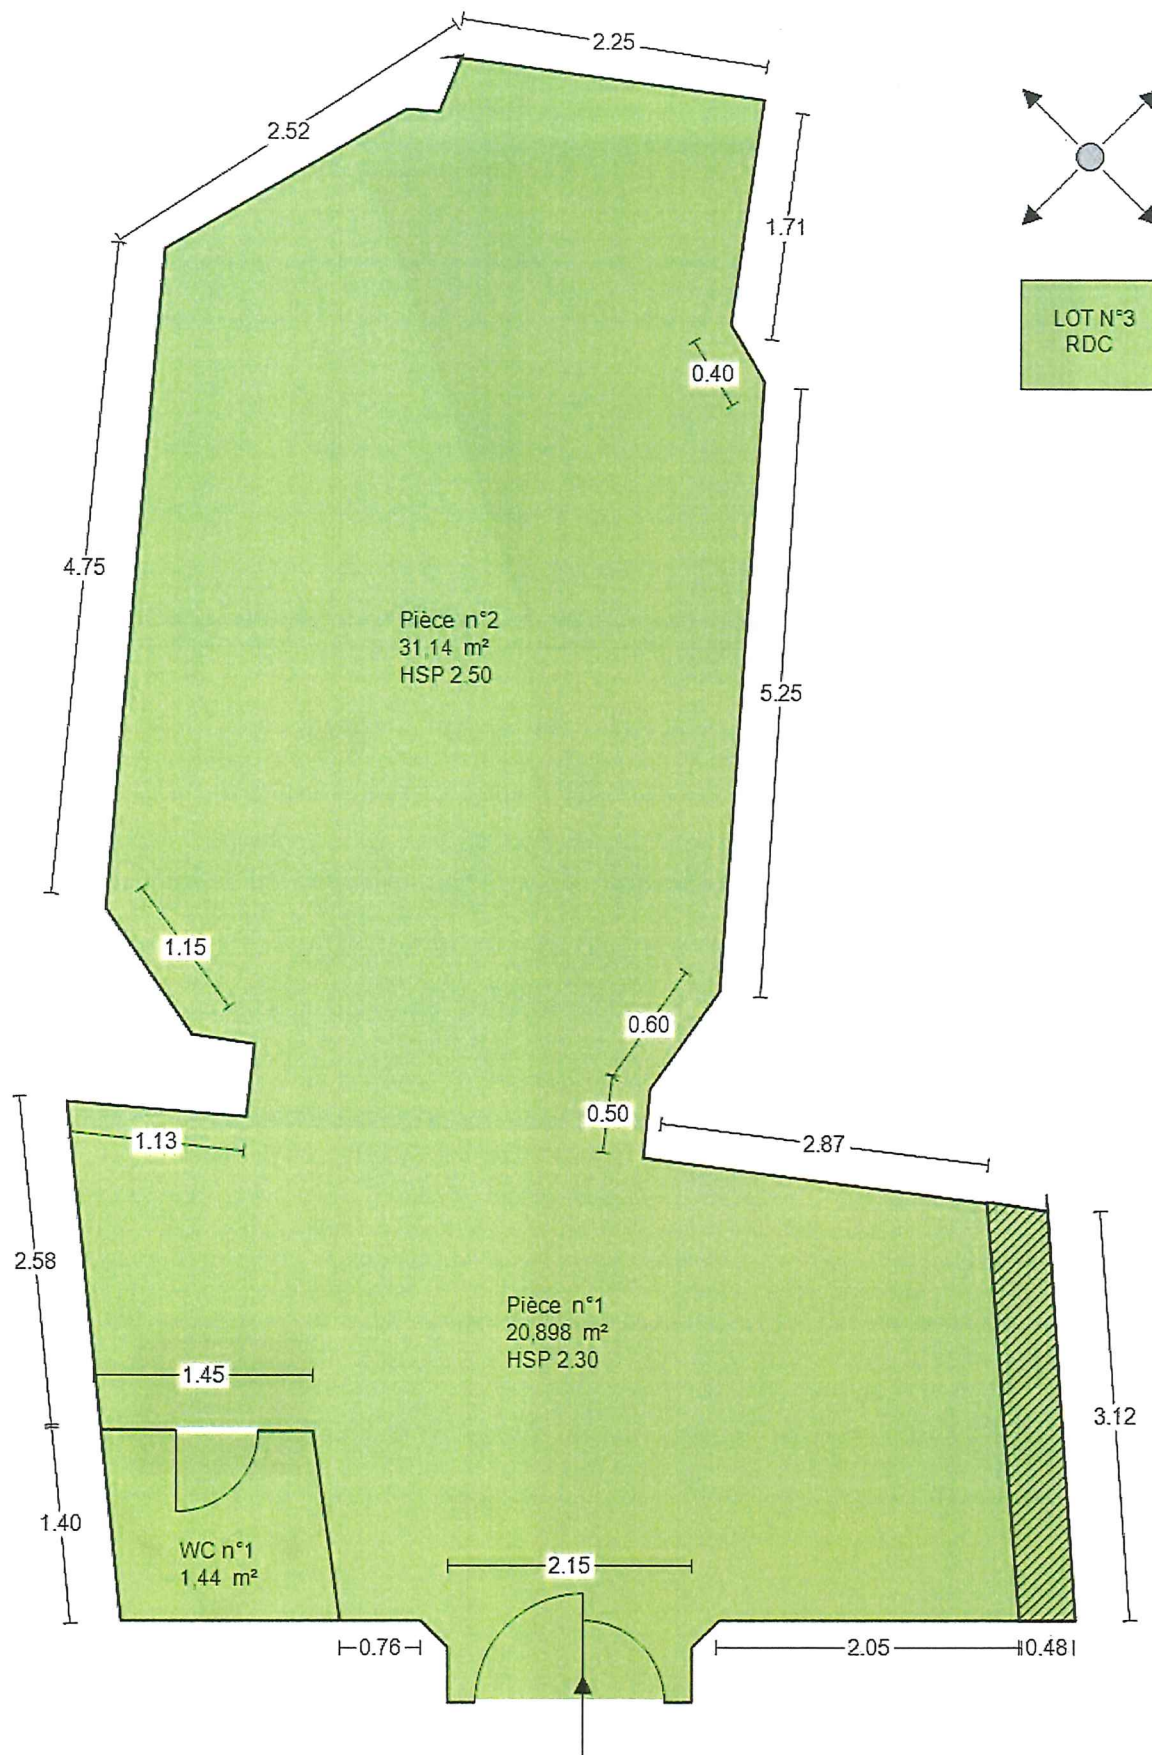 2.25
2.52
1.71
LOT N°3
RDC
0.40
4.75
Pièce n°2
31,14 m²
HSP 2.50
5.25
1.15
0.60
0.50
1.13
2.87
2.58
Pièce n°1
20,898 m²
HSP 2.30
1.45
3.12
1.40
WC n°1
1,44 m²
2.15
0.76
2.05
0.48